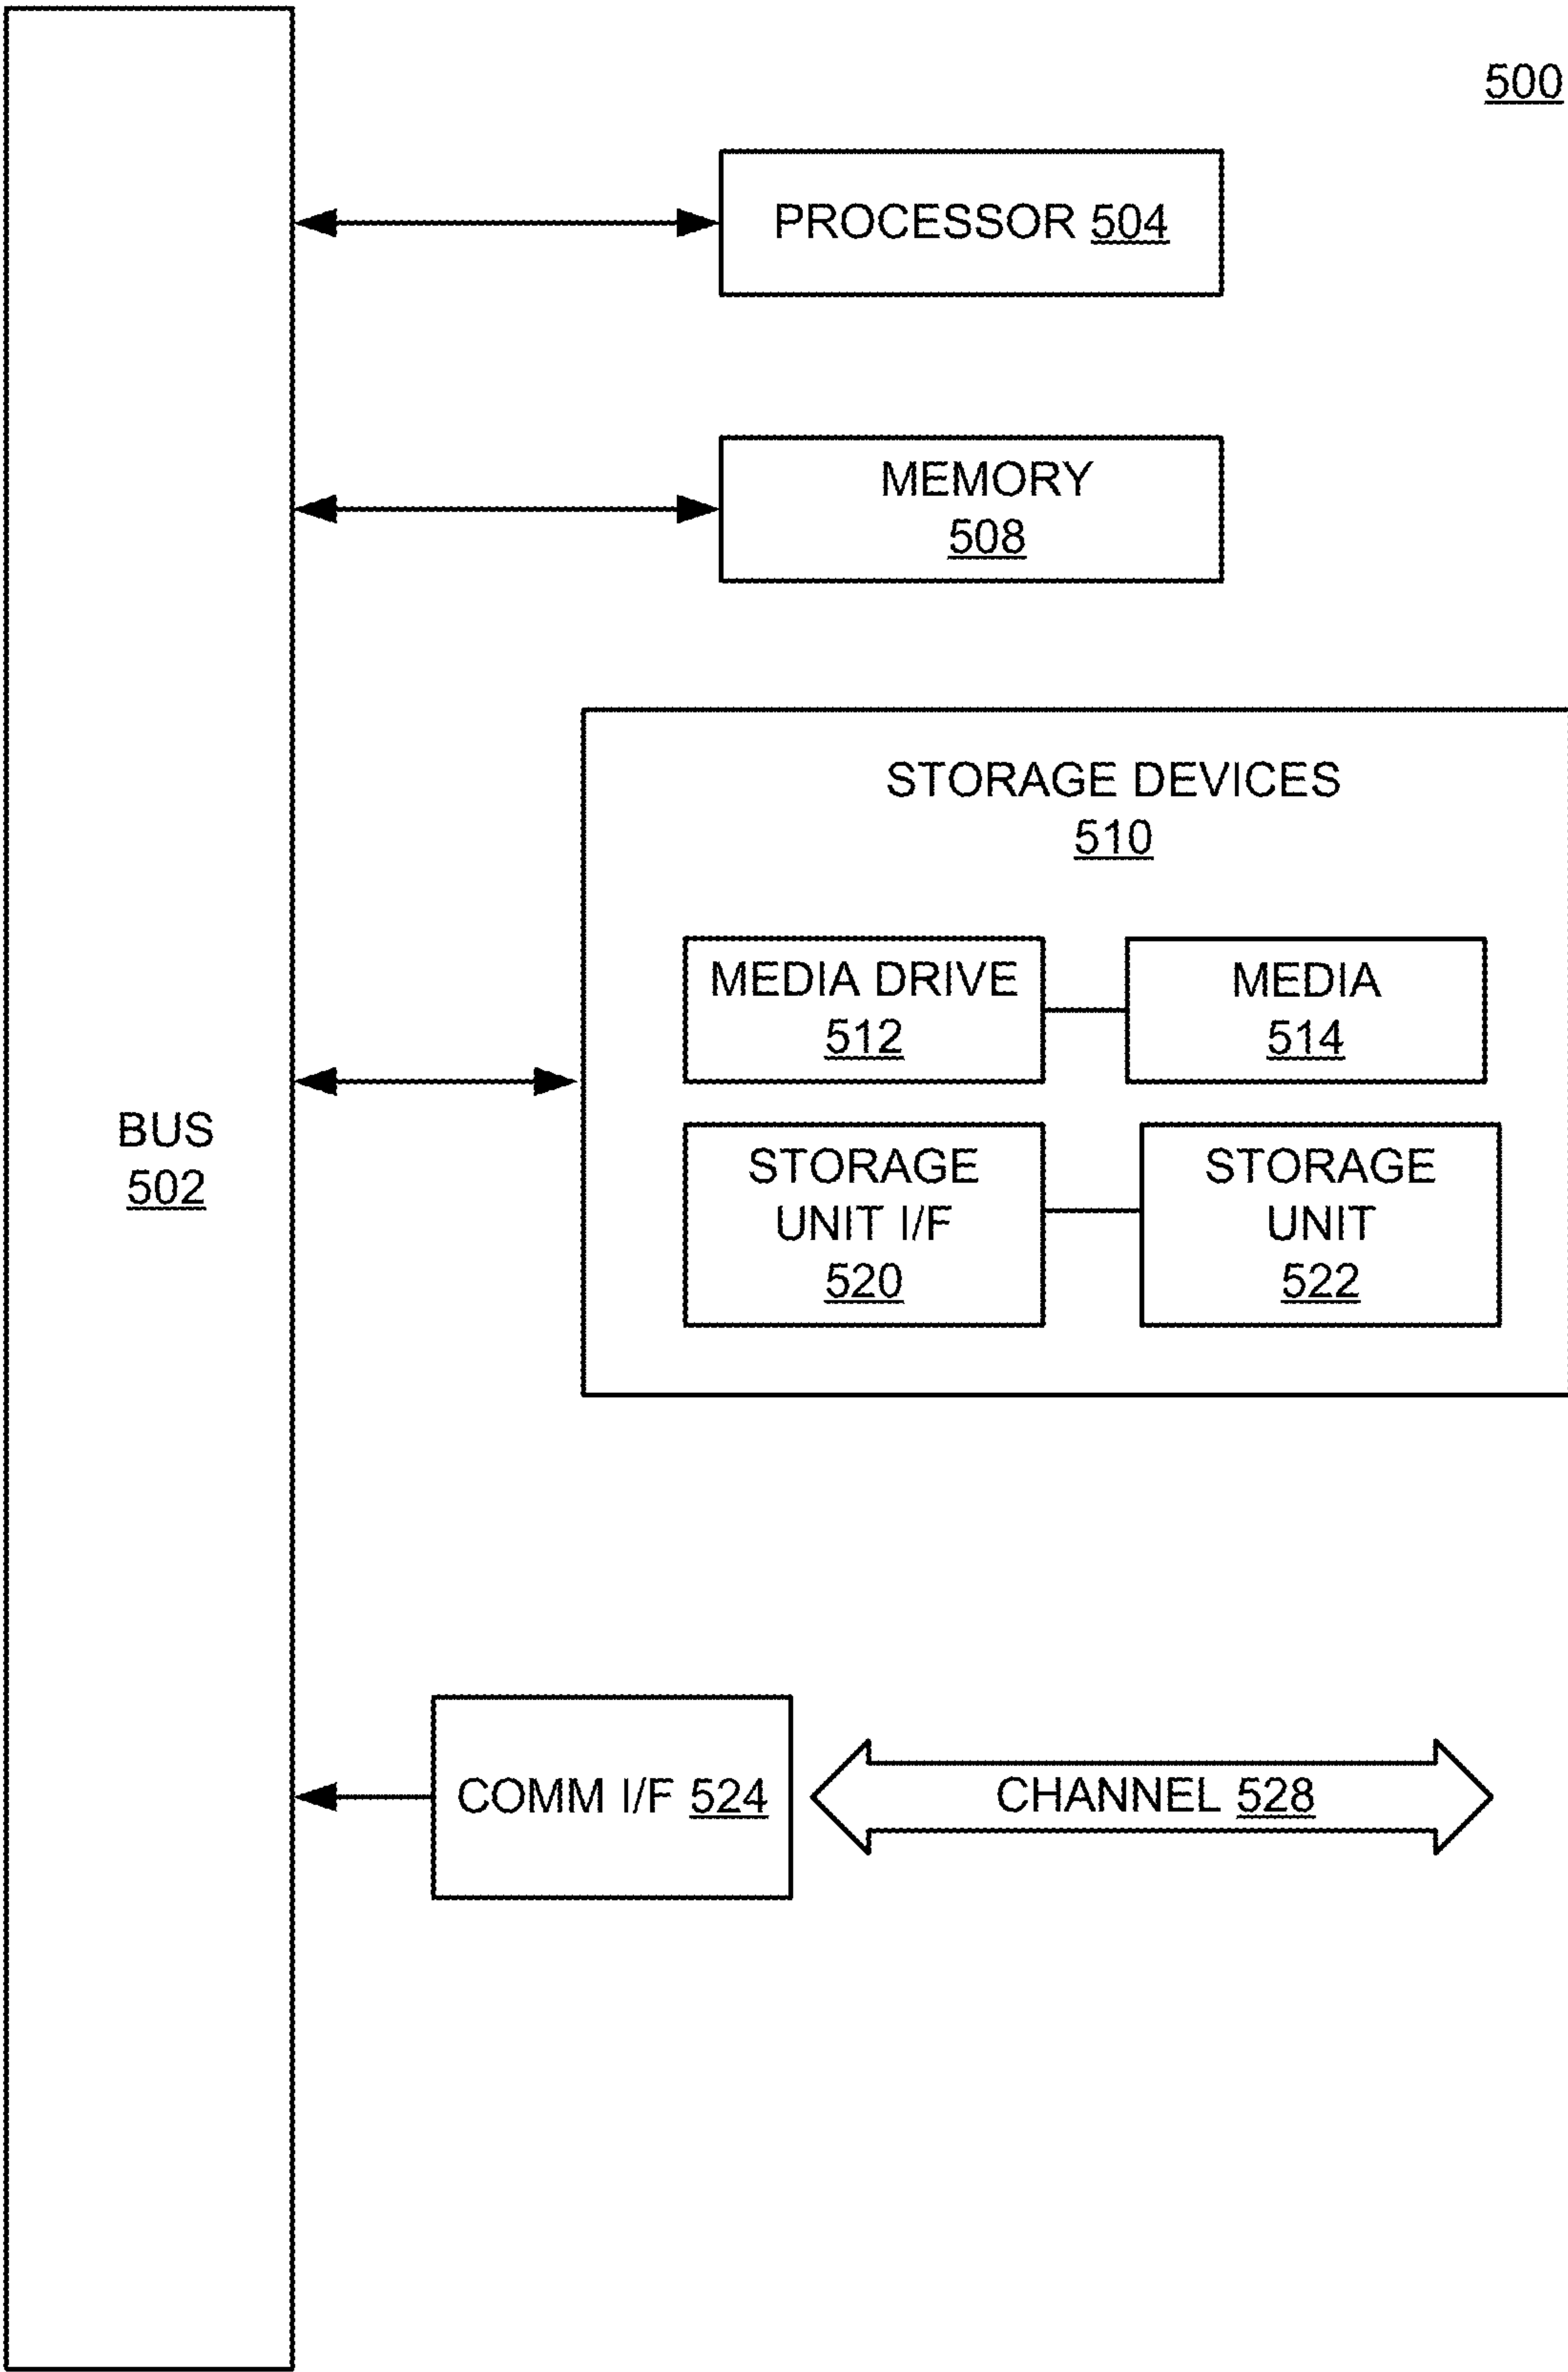 500
PROCESSOR 504
MEMORY
508
STORAGE DEVICES
510
MEDIA DRIVE
512
MEDIA
514
BUS
502
STORAGE
UNIT I/F
520
STORAGE
UNIT
522
COMM I/F 524
CHANNEL 528